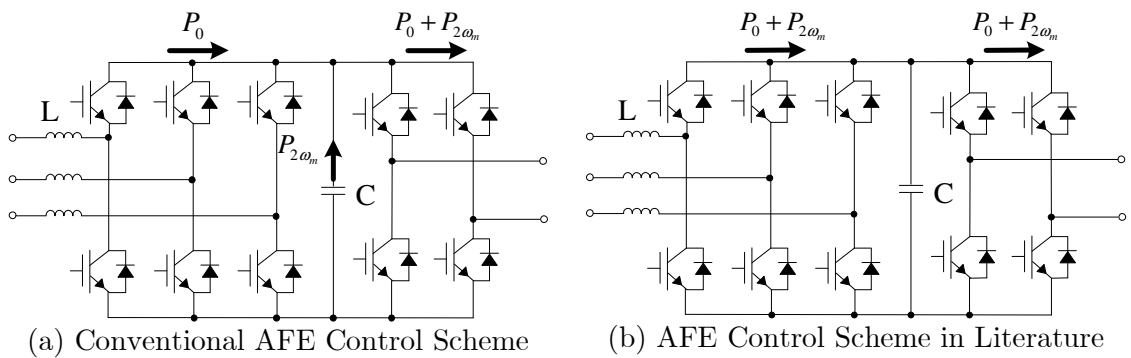 P₀
P₀ + P₂ωₘ
L
P₂ωₘ
C
(a) Conventional AFE Control Scheme
P₀ + P₂ωₘ
P₀ + P₂ωₘ
L
C
(b) AFE Control Scheme in Literature